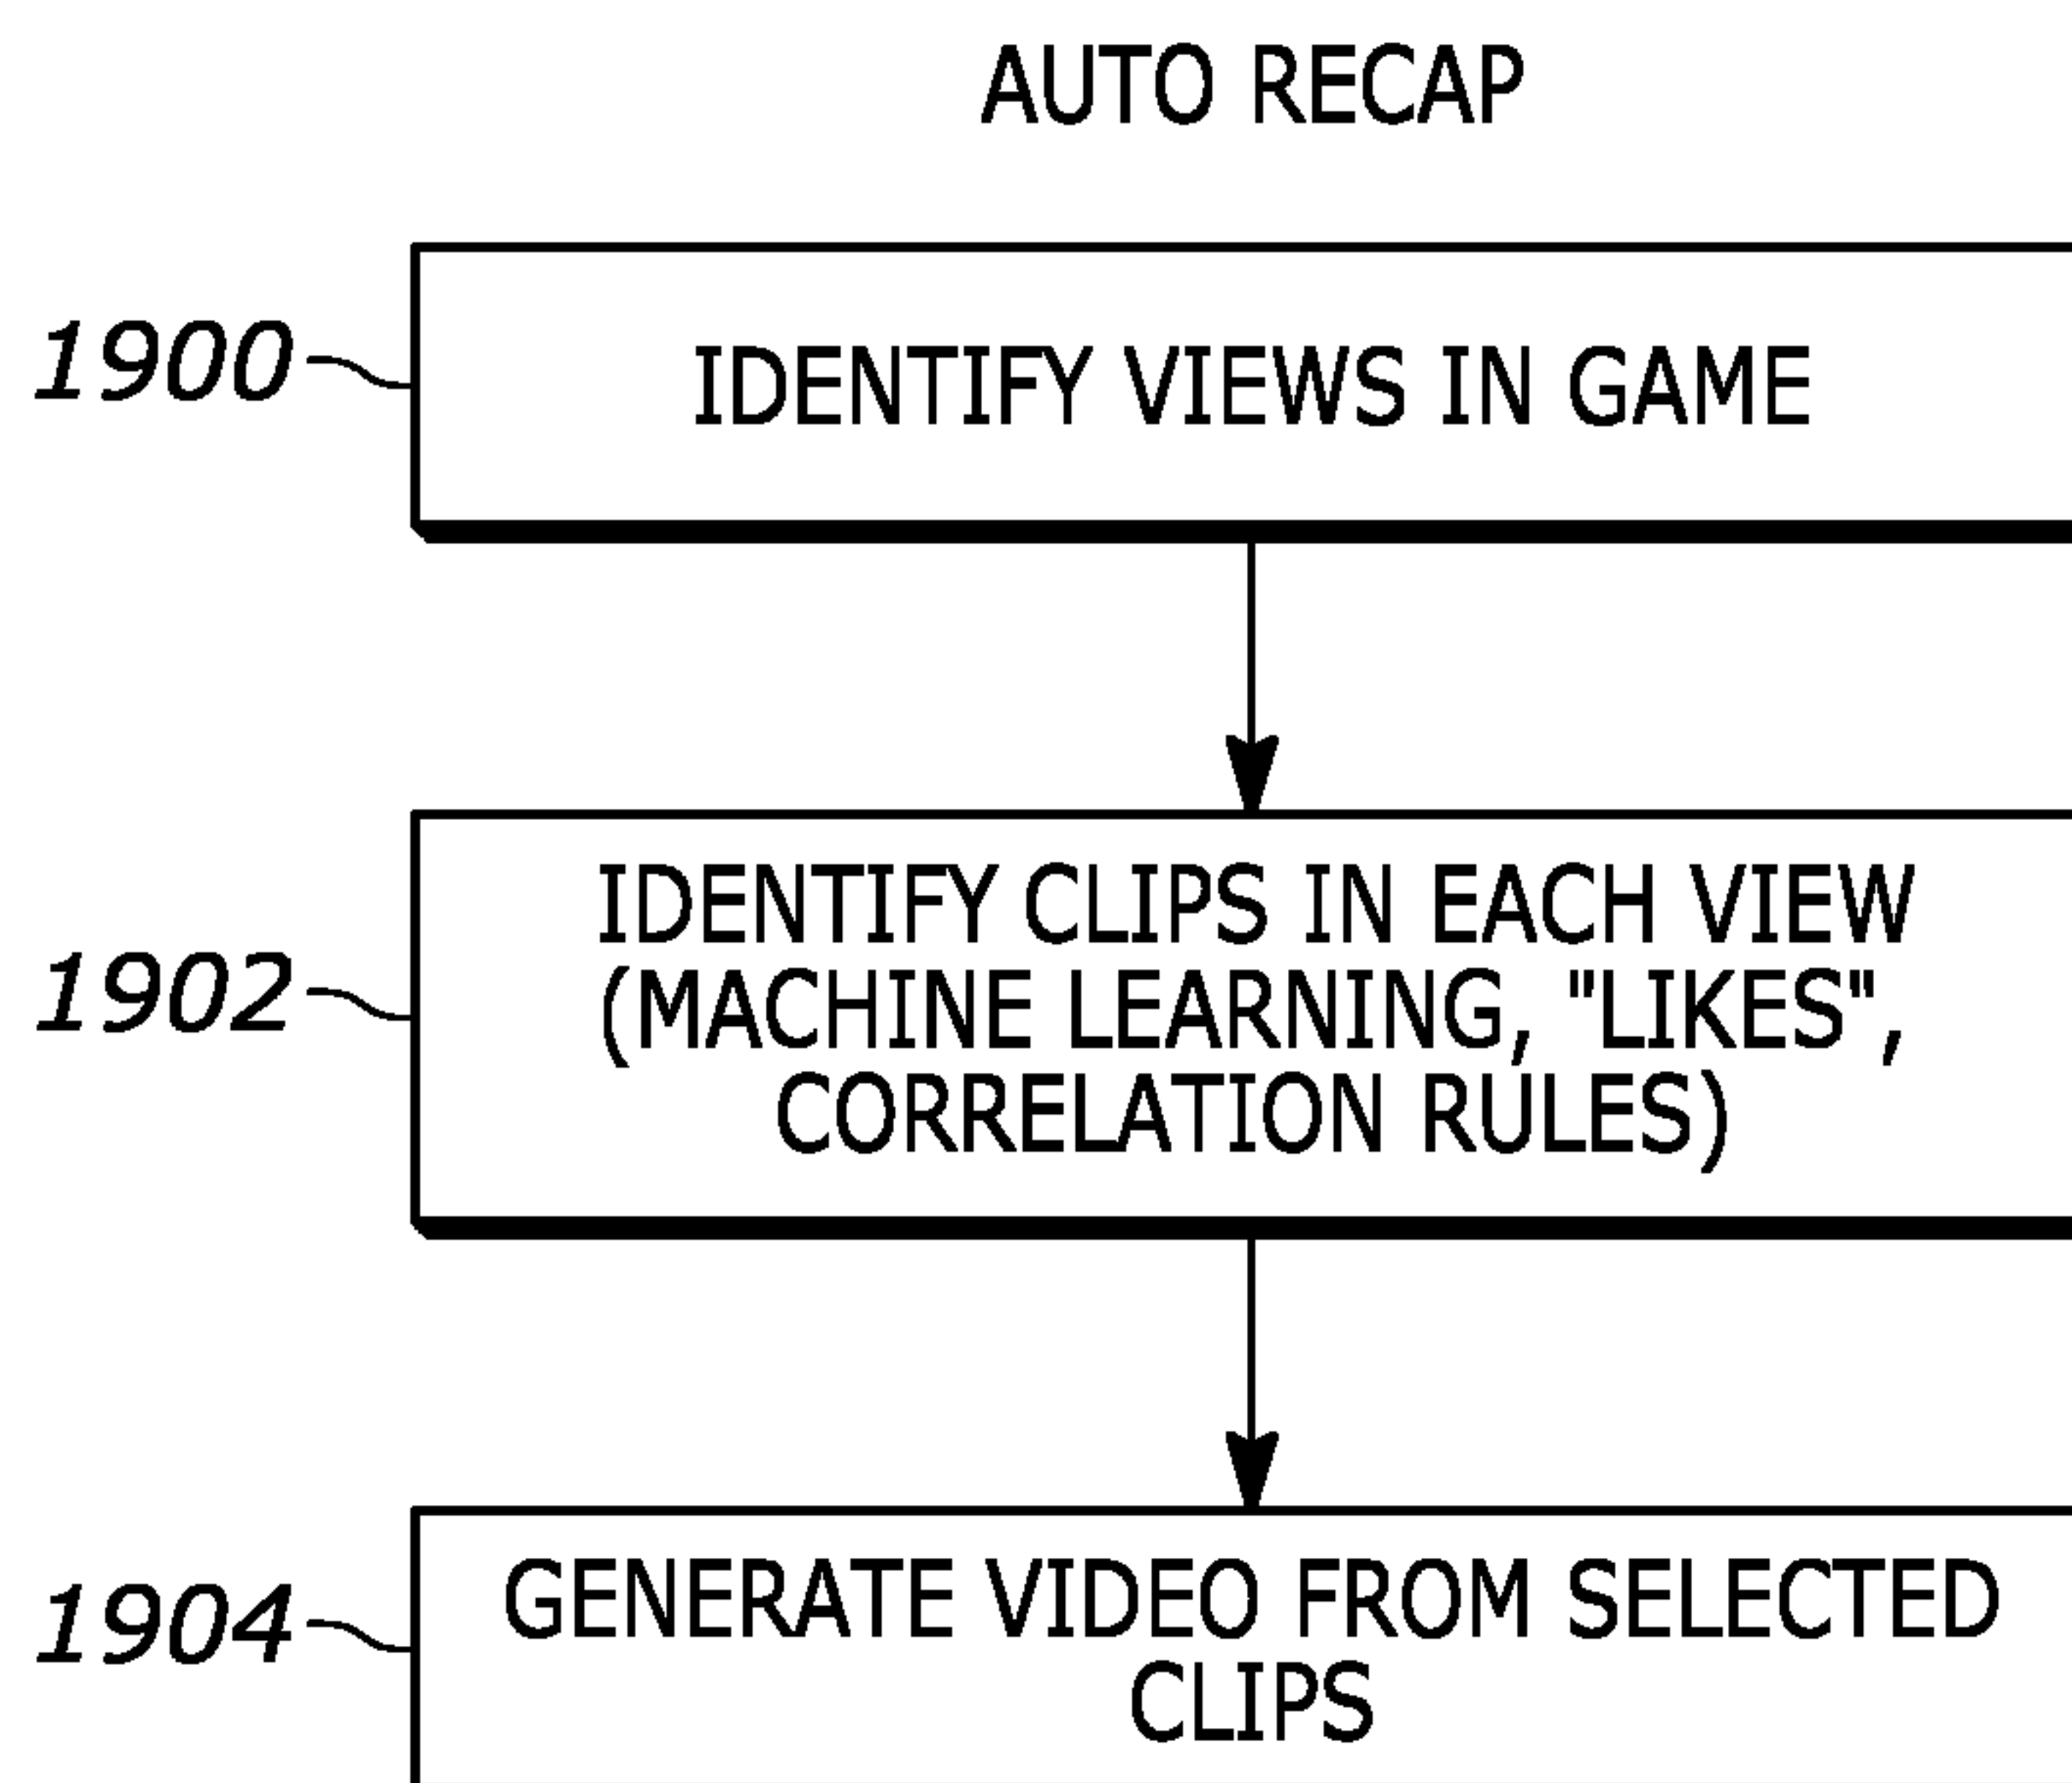 AUTO RECAP
1900
IDENTIFY VIEWS IN GAME
1902
IDENTIFY CLIPS IN EACH VIEW
(MACHINE LEARNING, "LIKES",
CORRELATION RULES)
1904
GENERATE VIDEO FROM SELECTED
CLIPS